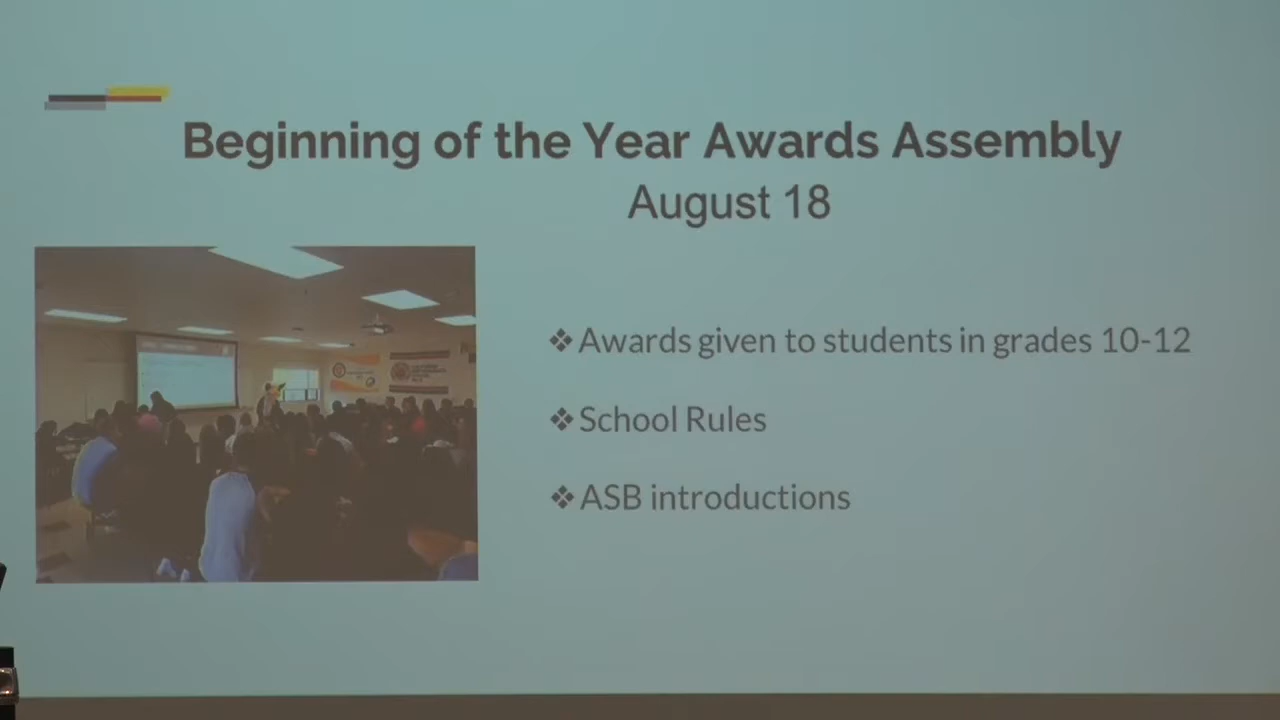 Beginning of the Year Awards Assembly
August 18
❖ Awards given to students in grades 10-12
❖ School Rules
❖ ASB introductions